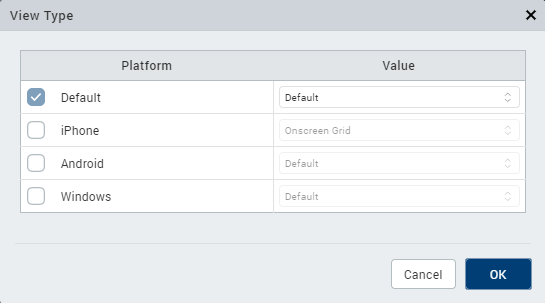 View Type
Platform Value
Default Default
iPhone Onscreen Grid
Android Default
Windows Default
Cancel OK